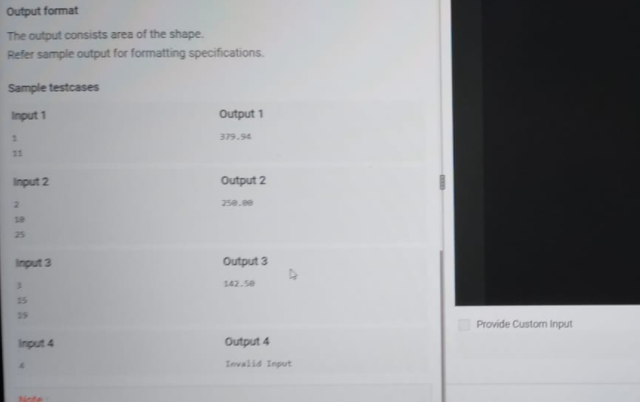 Output format
The output consists area of the shape.
Refer sample output for formatting specifications.
Sample testcases
Input 1
Output 1
1
11
379.94
Input 2
Output 2
2
10
25
250.00
Input 3
Output 3
3
15
19
142.50
Input 4
Output 4
4
Invalid Input
Note :
Provide Custom Input